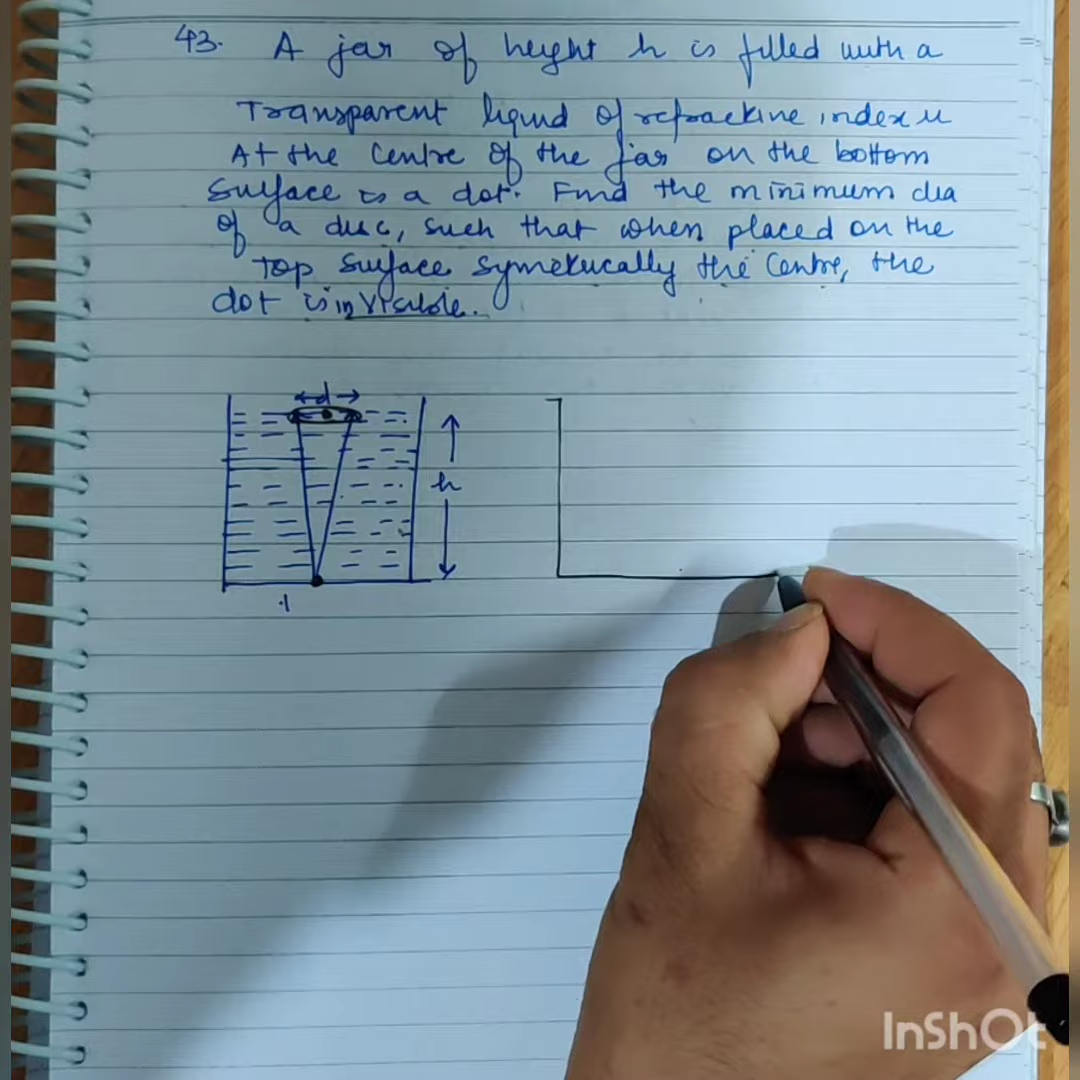 43. A jar of height h is filled with a
Transparent liquid of refractive index μ
At the centre of the jar on the bottom
surface is a dot. Find the minimum dia
of a disc, such that when placed on the
Top surface symetrically the centre, the
dot is invisible.
d
h
InShOt